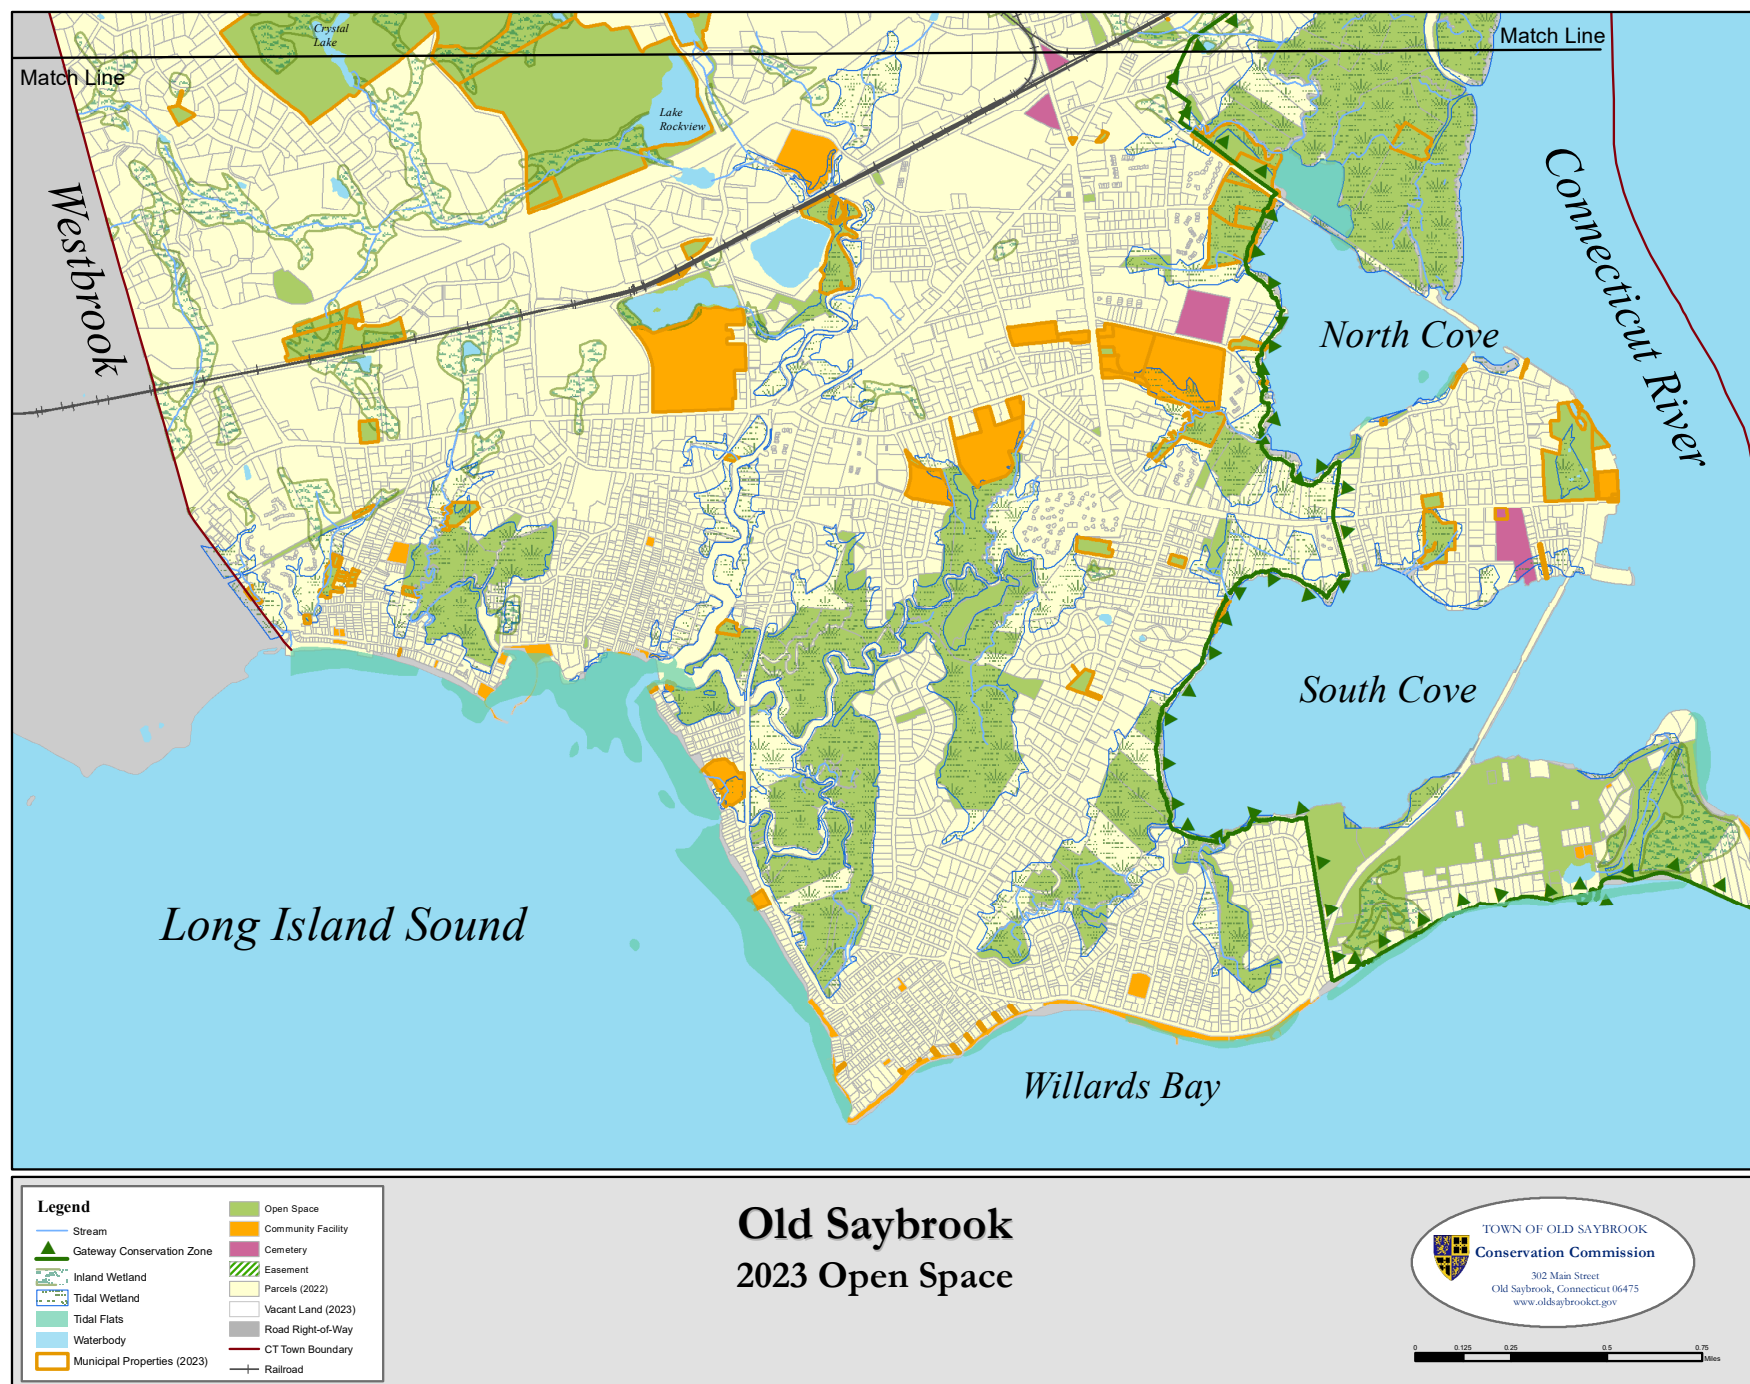 Crystal
Lake
Match Line
Match Line
Lake
Rockview
Westbrook
Connecticut River
North Cove
South Cove
Long Island Sound
Willards Bay
Legend
Stream
Gateway Conservation Zone
Inland Wetland
Tidal Wetland
Tidal Flats
Waterbody
Municipal Properties (2023)
Open Space
Community Facility
Cemetery
Easement
Parcels (2022)
Vacant Land (2023)
Road Right-of-Way
CT Town Boundary
Railroad
Old Saybrook
2023 Open Space
TOWN OF OLD SAYBROOK
Conservation Commission
302 Main Street
Old Saybrook, Connecticut 06475
www.oldsaybrookct.gov
0 0.125 0.25 0.5 0.75
Miles